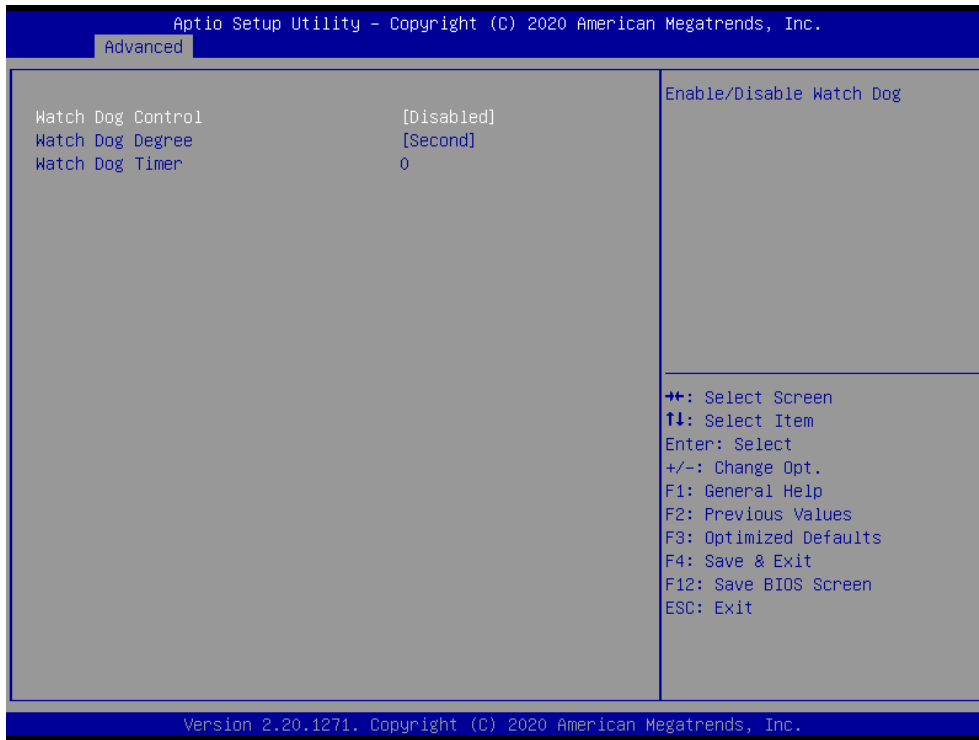 Aptio Setup Utility – Copyright (C) 2020 American Megatrends, Inc.
Advanced
Watch Dog Control [Disabled]
Watch Dog Degree [Second]
Watch Dog Timer 0
Enable/Disable Watch Dog
→←: Select Screen
↑↓: Select Item
Enter: Select
+/-: Change Opt.
F1: General Help
F2: Previous Values
F3: Optimized Defaults
F4: Save & Exit
F12: Save BIOS Screen
ESC: Exit
Version 2.20.1271. Copyright (C) 2020 American Megatrends, Inc.